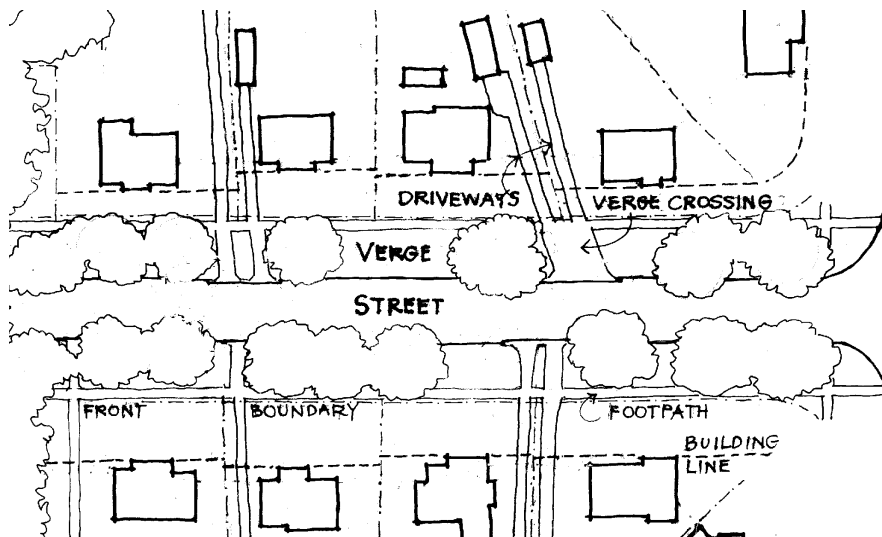 DRIVEWAYS
VERGE CROSSING
VERGE
STREET
FRONT BOUNDARY
FOOTPATH
BUILDING
LINE